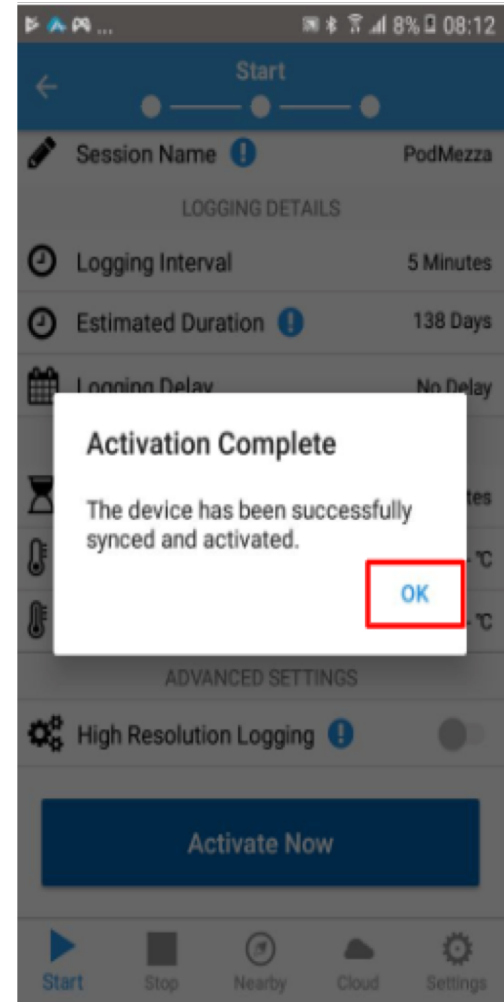 ... 8% 08:12
Start
Session Name PodMezza
LOGGING DETAILS
Logging Interval 5 Minutes
Estimated Duration 138 Days
Logging Delay No Delay
Activation Complete
The device has been successfully
synced and activated.
OK
tes
- °C
- °C
ADVANCED SETTINGS
High Resolution Logging
Activate Now
Start Stop Nearby Cloud Settings